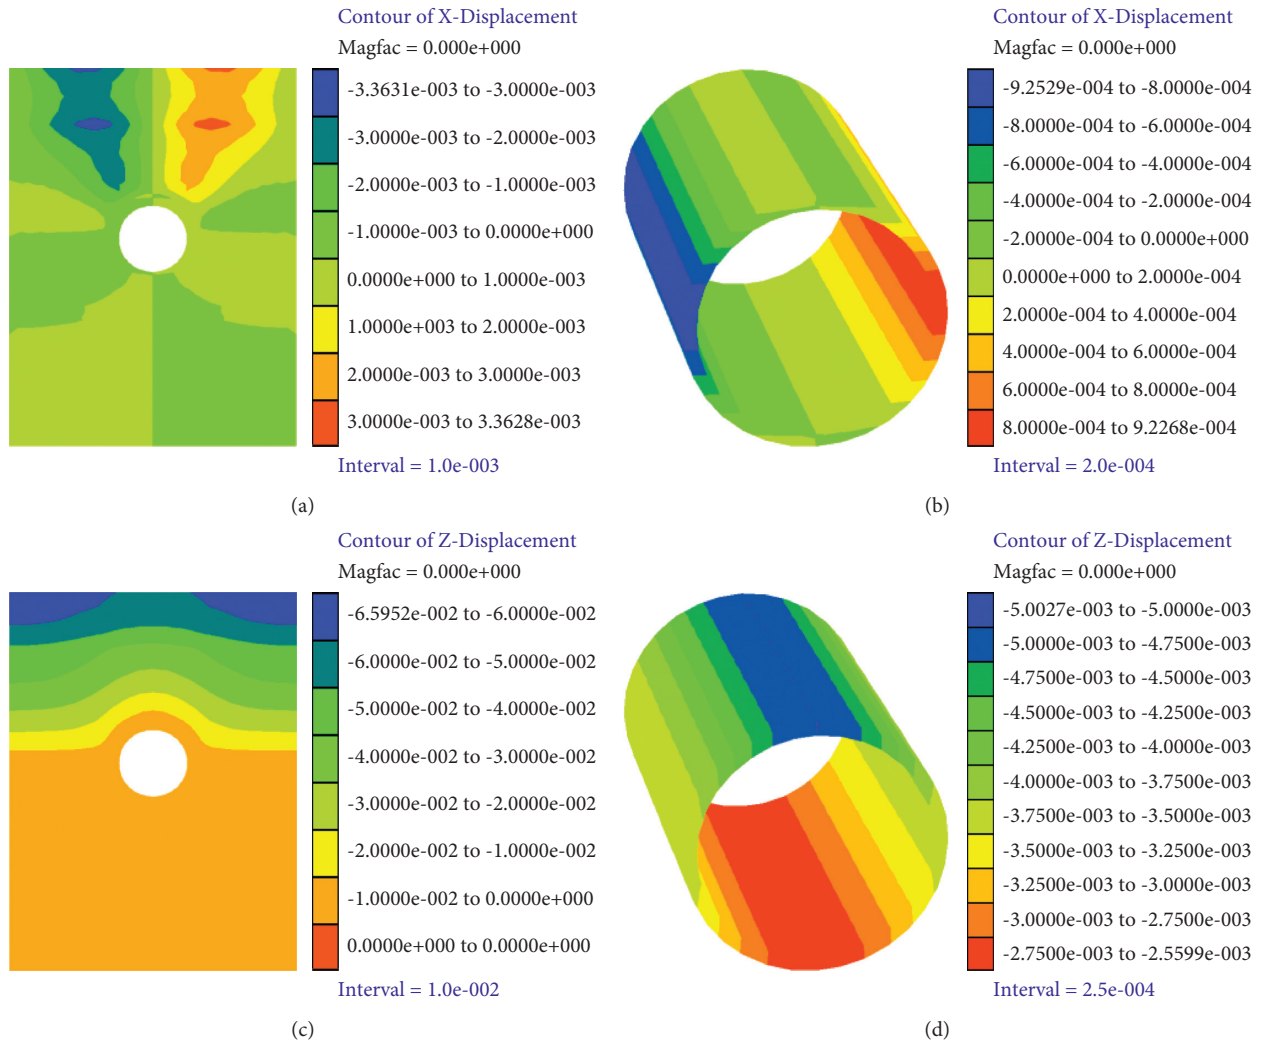 Contour of X-Displacement
Magfac = 0.000e+000
-3.3631e-003 to -3.0000e-003
-3.0000e-003 to -2.0000e-003
-2.0000e-003 to -1.0000e-003
-1.0000e-003 to 0.0000e+000
0.0000e+000 to 1.0000e-003
1.0000e+003 to 2.0000e-003
2.0000e-003 to 3.0000e-003
3.0000e-003 to 3.3628e-003
Interval = 1.0e-003
(a)
Contour of X-Displacement
Magfac = 0.000e+000
-9.2529e-004 to -8.0000e-004
-8.0000e-004 to -6.0000e-004
-6.0000e-004 to -4.0000e-004
-4.0000e-004 to -2.0000e-004
-2.0000e-004 to 0.0000e+000
0.0000e+000 to 2.0000e-004
2.0000e-004 to 4.0000e-004
4.0000e-004 to 6.0000e-004
6.0000e-004 to 8.0000e-004
8.0000e-004 to 9.2268e-004
Interval = 2.0e-004
(b)
Contour of Z-Displacement
Magfac = 0.000e+000
-6.5952e-002 to -6.0000e-002
-6.0000e-002 to -5.0000e-002
-5.0000e-002 to -4.0000e-002
-4.0000e-002 to -3.0000e-002
-3.0000e-002 to -2.0000e-002
-2.0000e-002 to -1.0000e-002
-1.0000e-002 to 0.0000e+000
0.0000e+000 to 0.0000e+000
Interval = 1.0e-002
(c)
Contour of Z-Displacement
Magfac = 0.000e+000
-5.0027e-003 to -5.0000e-003
-5.0000e-003 to -4.7500e-003
-4.7500e-003 to -4.5000e-003
-4.5000e-003 to -4.2500e-003
-4.2500e-003 to -4.0000e-003
-4.0000e-003 to -3.7500e-003
-3.7500e-003 to -3.5000e-003
-3.5000e-003 to -3.2500e-003
-3.2500e-003 to -3.0000e-003
-3.0000e-003 to -2.7500e-003
-2.7500e-003 to -2.5599e-003
Interval = 2.5e-004
(d)